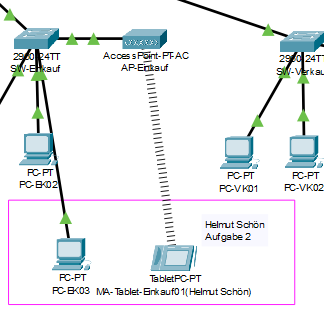 2960-24TT
SW-Einkauf
AccessPoint-PT-AC
AP-Einkauf
2960-24TT
SW-Verkau
PC-PT
PC-EK02
PC-PT
PC-VK01
PC-PT
PC-VK02
Helmut Schön
Aufgabe 2
PC-PT
PC-EK03
TabletPC-PT
MA-Tablet-Einkauf01(Helmut Schön)